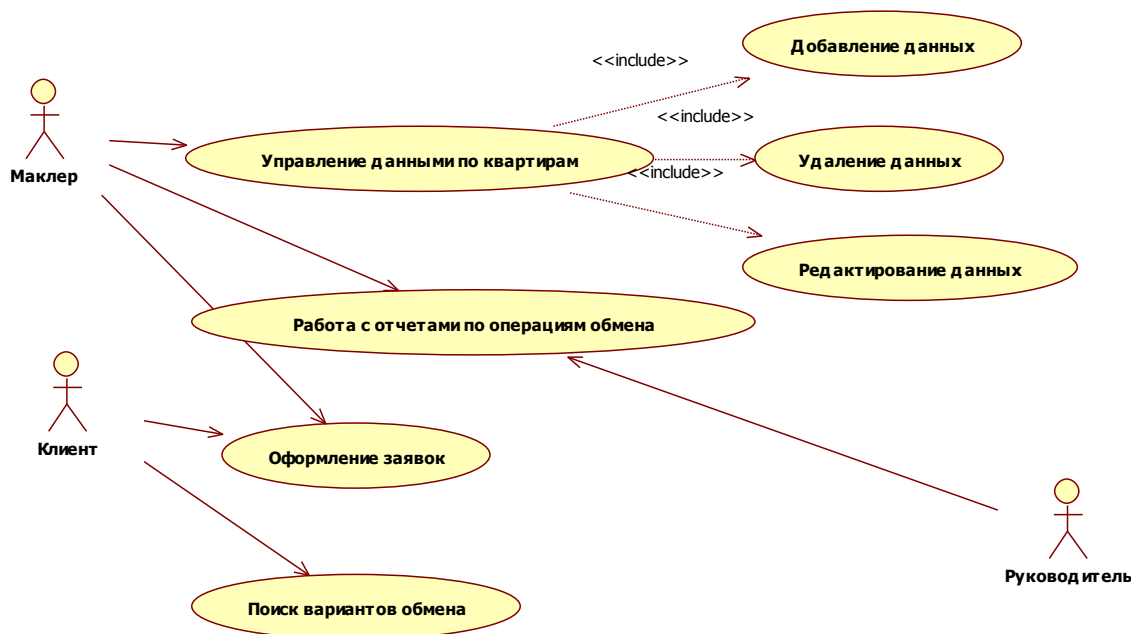 Добавление данных
<<include>>
<<include>>
Маклер
Управление данными по квартирам
Удаление данных
<<include>>
Редактирование данных
Работа с отчетами по операциям обмена
Клиент
Оформление заявок
Руководитель
Поиск вариантов обмена